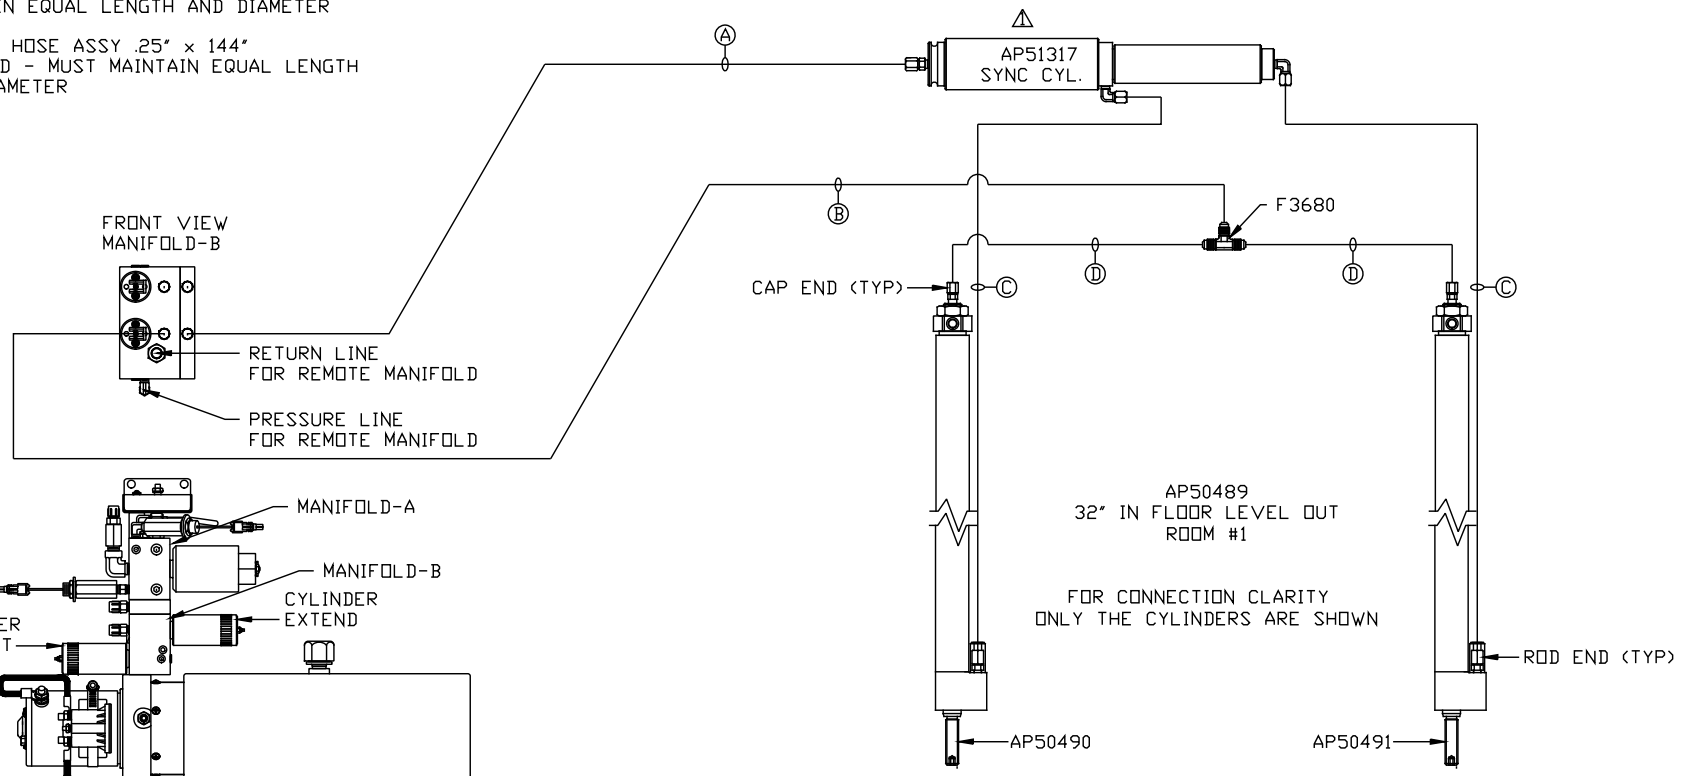 EQUAL LENGTH AND DIAMETER
HOSE ASSY .25" x 144"
- MUST MAINTAIN EQUAL LENGTH
A
1
AP51317
SYNC CYL.
B
F3680
FRONT VIEW
MANIFOLD-B
D
D
CAP END (TYP)
C
C
RETURN LINE
FOR REMOTE MANIFOLD
PRESSURE LINE
FOR REMOTE MANIFOLD
MANIFOLD-A
AP50489
32" IN FLOOR LEVEL OUT
ROOM #1
MANIFOLD-B
CYLINDER
EXTEND
FOR CONNECTION CLARITY
ONLY THE CYLINDERS ARE SHOWN
ROD END (TYP)
AP50490
AP50491